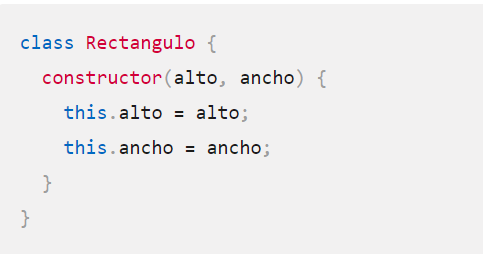 class Rectangulo {
  constructor(alto, ancho) {
    this.alto = alto;
    this.ancho = ancho;
  }
}